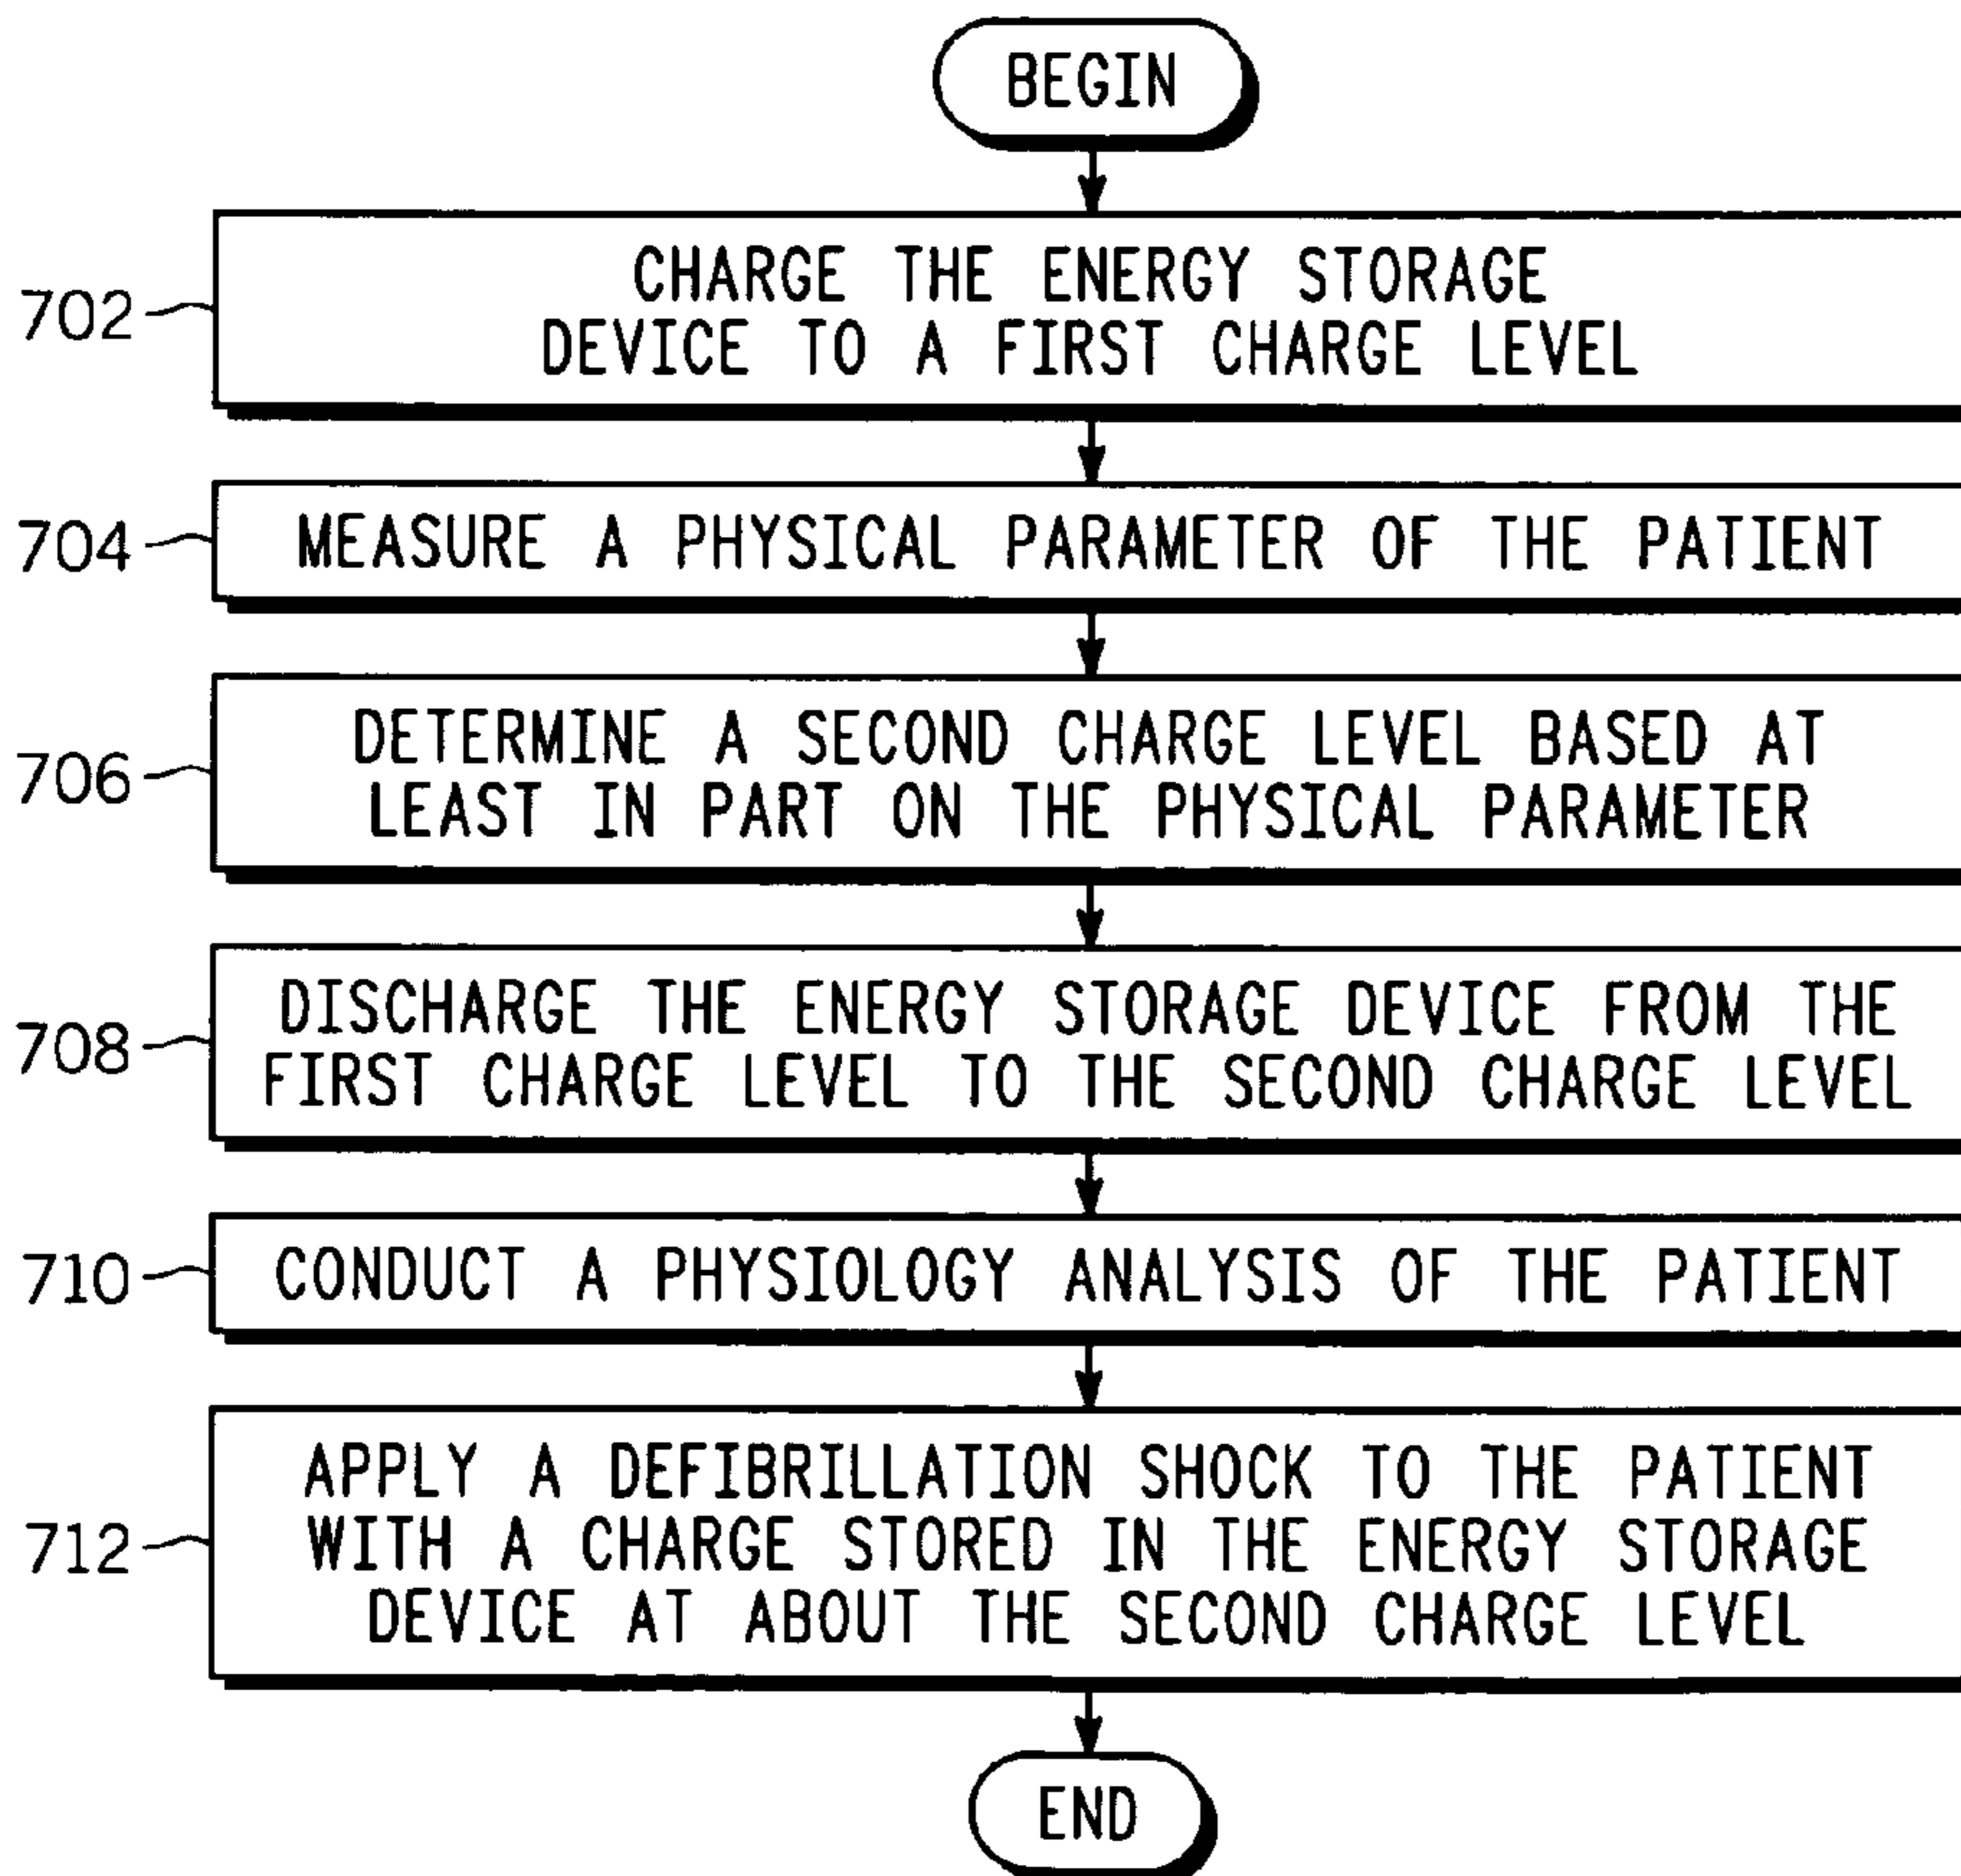 BEGIN
702
CHARGE THE ENERGY STORAGE
DEVICE TO A FIRST CHARGE LEVEL
704
MEASURE A PHYSICAL PARAMETER OF THE PATIENT
706
DETERMINE A SECOND CHARGE LEVEL BASED AT
LEAST IN PART ON THE PHYSICAL PARAMETER
708
DISCHARGE THE ENERGY STORAGE DEVICE FROM THE
FIRST CHARGE LEVEL TO THE SECOND CHARGE LEVEL
710
CONDUCT A PHYSIOLOGY ANALYSIS OF THE PATIENT
712
APPLY A DEFIBRILLATION SHOCK TO THE PATIENT
WITH A CHARGE STORED IN THE ENERGY STORAGE
DEVICE AT ABOUT THE SECOND CHARGE LEVEL
END